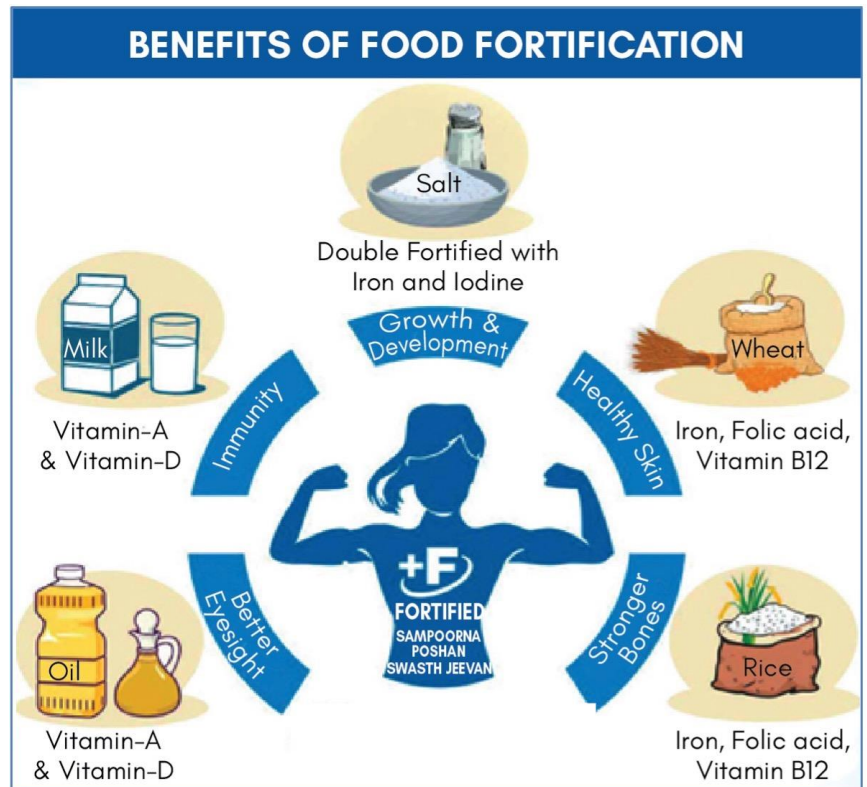 BENEFITS OF FOOD FORTIFICATION
Salt
Double Fortified with
Iron and Iodine
Growth &
Development
Milk
Vitamin-A
& Vitamin-D
Immunity
Healthy Skin
Wheat
Iron, Folic acid,
Vitamin B12
Oil
Vitamin-A
& Vitamin-D
Better
Eyesight
+F
FORTIFIED
SAMPOORNA
POSHAN
SWASTH JEEVAN
Stronger
Bones
Rice
Iron, Folic acid,
Vitamin B12